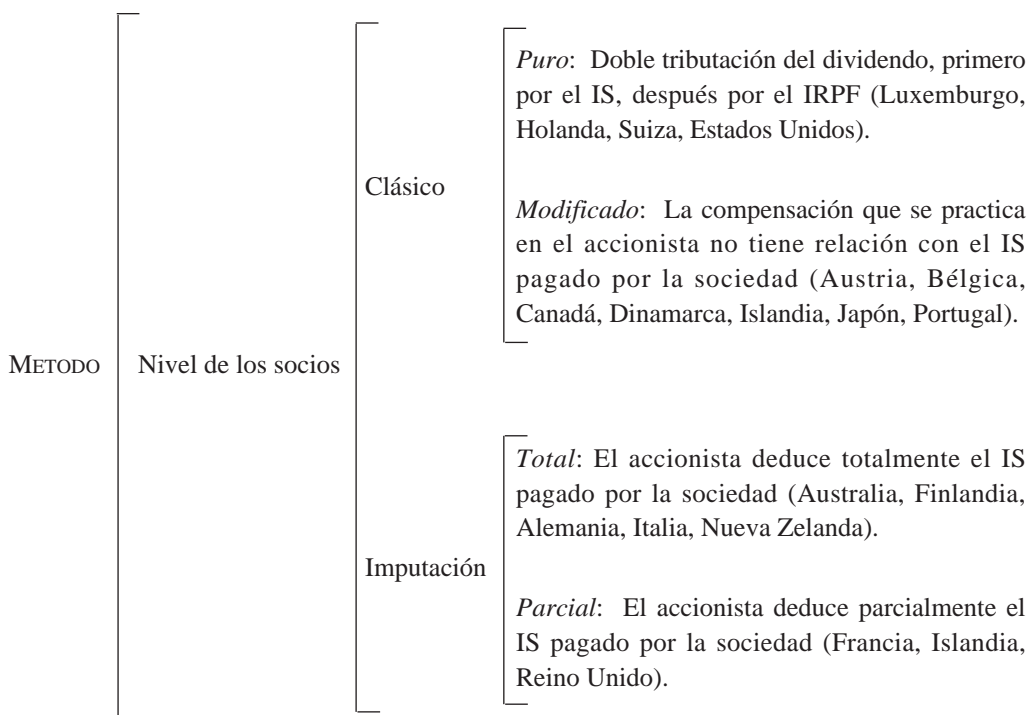 Puro: Doble tributación del dividendo, primero
por el IS, después por el IRPF (Luxemburgo,
Holanda, Suiza, Estados Unidos).
Clásico
Modificado: La compensación que se practica
en el accionista no tiene relación con el IS
pagado por la sociedad (Austria, Bélgica,
Canadá, Dinamarca, Islandia, Japón, Portugal).
METODO
Nivel de los socios
Total: El accionista deduce totalmente el IS
pagado por la sociedad (Australia, Finlandia,
Alemania, Italia, Nueva Zelanda).
Imputación
Parcial: El accionista deduce parcialmente el
IS pagado por la sociedad (Francia, Islandia,
Reino Unido).